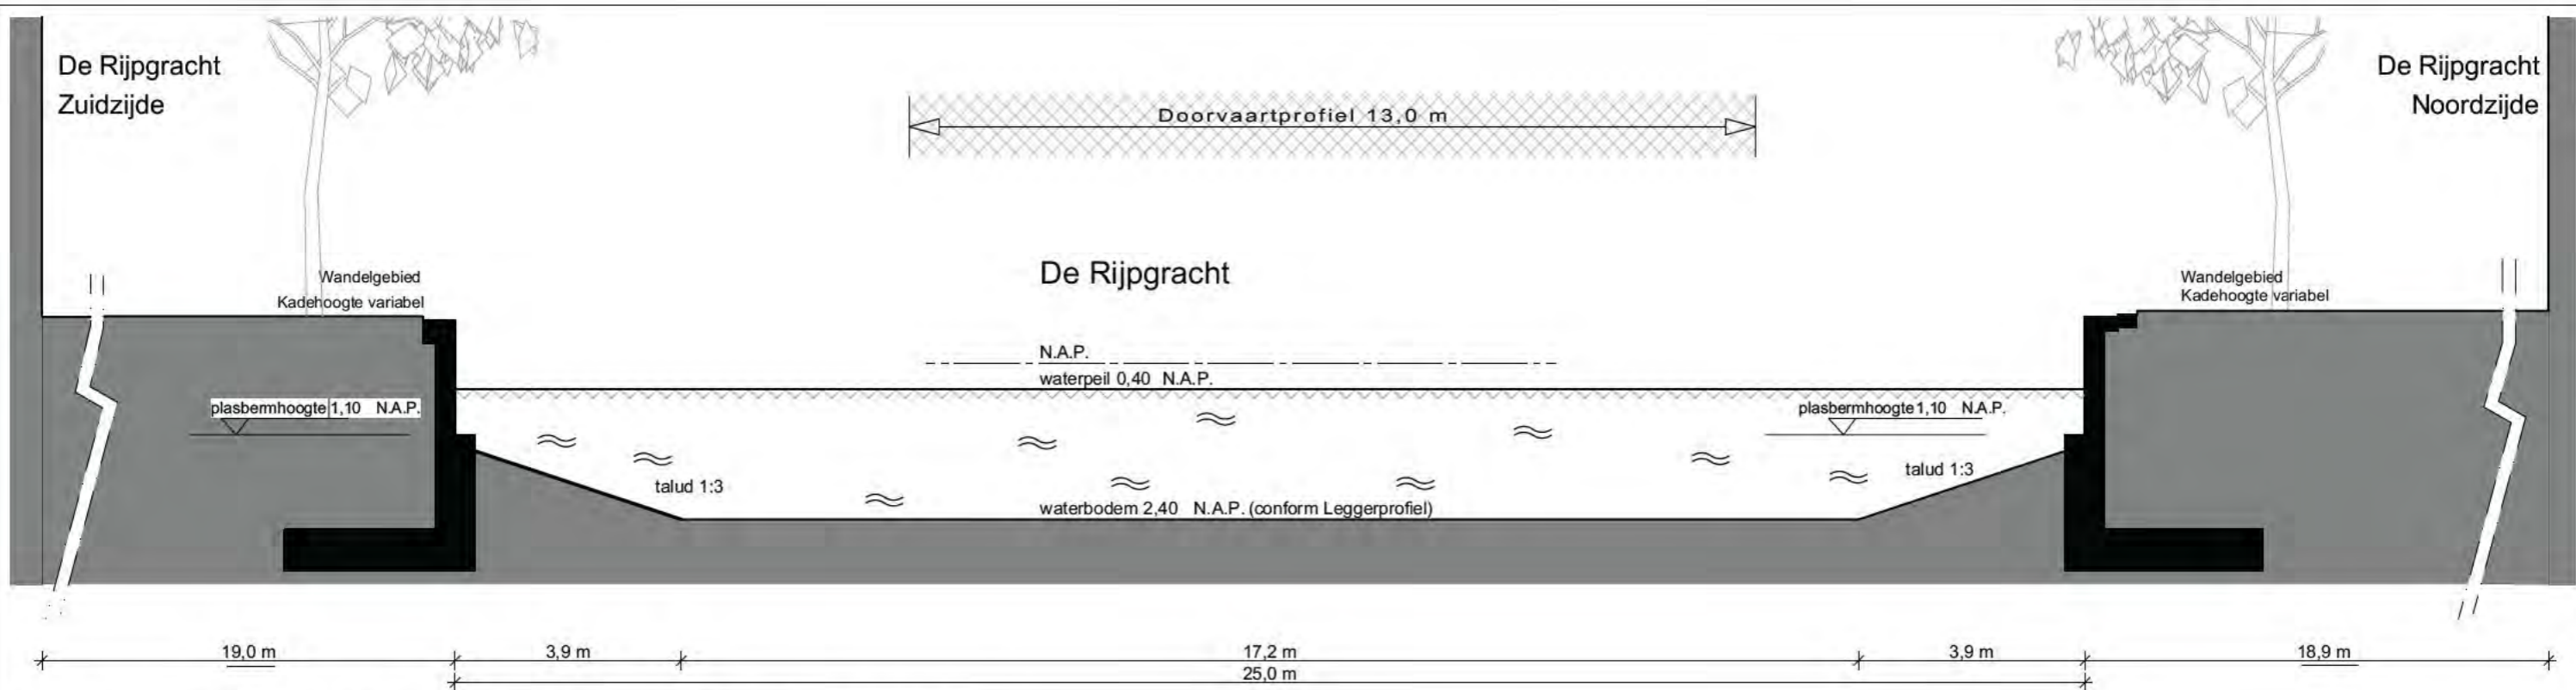 De Rijpgracht
Zuidzijde
Doorvaartprofiel 13,0 m
De Rijpgracht
Noordzijde
Wandelgebied
Kadehoogte variabel
De Rijpgracht
Wandelgebied
Kadehoogte variabel
N.A.P.
waterpeil 0,40 N.A.P.
plasbermhoogte 1,10 N.A.P.
plasbermhoogte 1,10 N.A.P.
talud 1:3
talud 1:3
waterbodem 2,40 N.A.P. (conform Leggerprofiel)
19,0 m
3,9 m
17,2 m
3,9 m
18,9 m
25,0 m